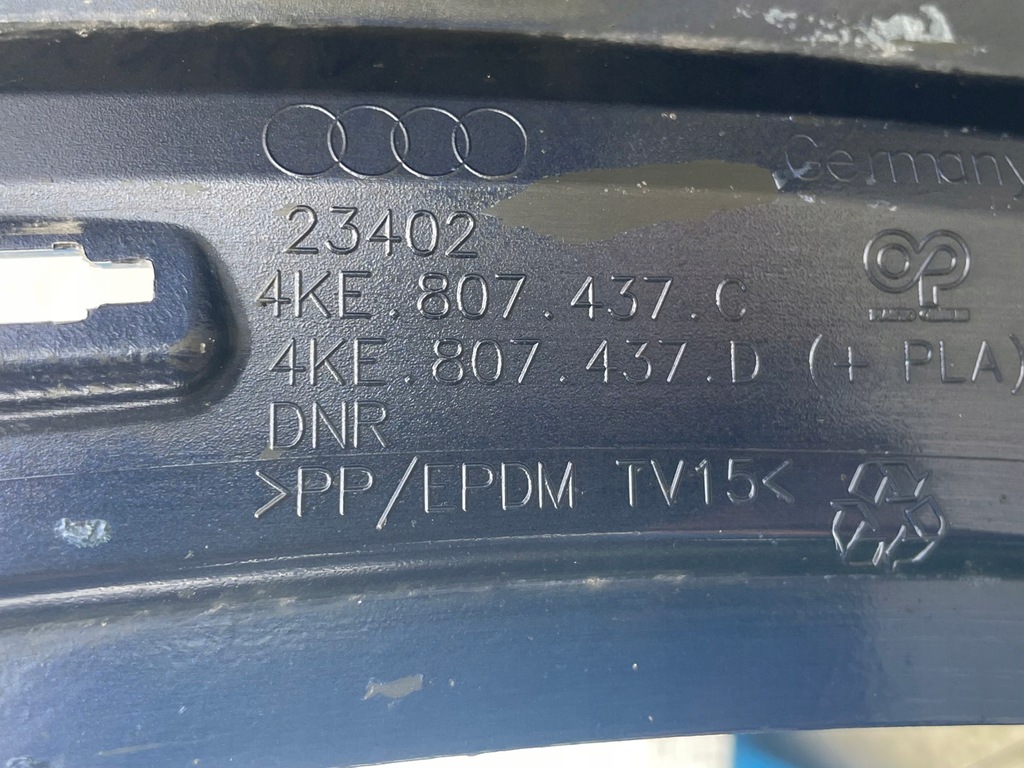 Germany
23402
4KE.807.437.C
4KE.807.437.D (+ PLA)
DNR
>PP/EPDM TV15<